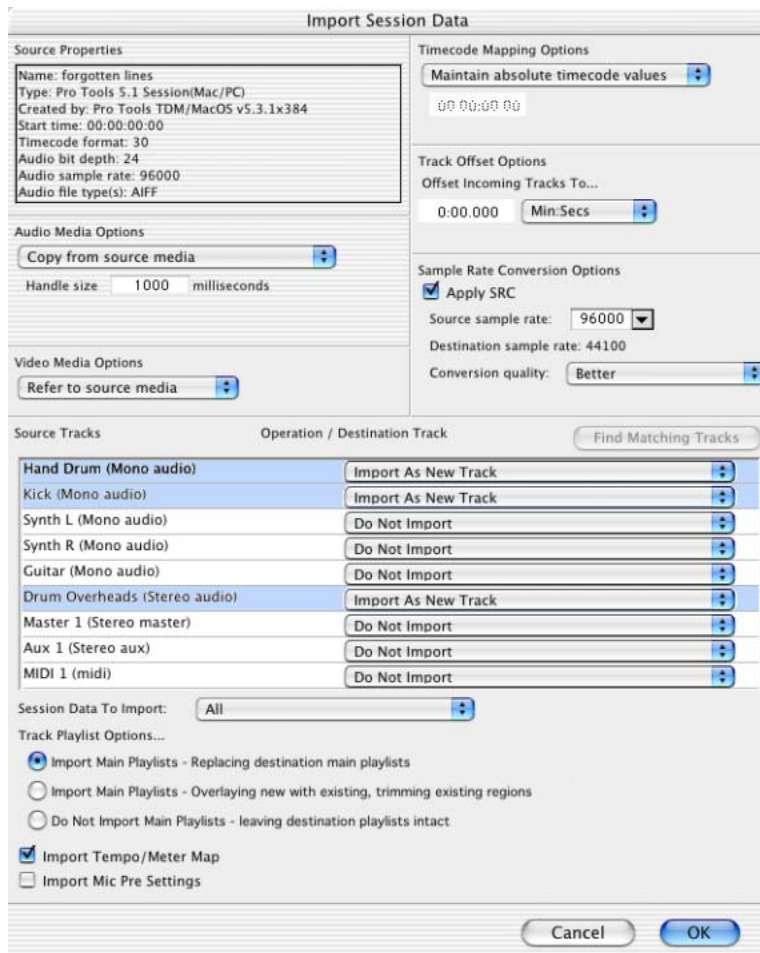 Import Session Data
Source Properties
Name: forgotten lines
Type: Pro Tools 5.1 Session(Mac/PC)
Created by: Pro Tools TDM/MacOS v5.3.1x384
Start time: 00:00:00:00
Timecode format: 30
Audio bit depth: 24
Audio sample rate: 96000
Audio file type(s): AIFF
Audio Media Options
Copy from source media
Handle size 1000 milliseconds
Video Media Options
Refer to source media
Timecode Mapping Options
Maintain absolute timecode values
00:00:00:00
Track Offset Options
Offset Incoming Tracks To...
0:00.000 Min:Secs
Sample Rate Conversion Options
Apply SRC
Source sample rate: 96000
Destination sample rate: 44100
Conversion quality: Better
Source Tracks Operation / Destination Track Find Matching Tracks
Hand Drum (Mono audio) Import As New Track
Kick (Mono audio) Import As New Track
Synth L (Mono audio) Do Not Import
Synth R (Mono audio) Do Not Import
Guitar (Mono audio) Do Not Import
Drum Overheads (Stereo audio) Import As New Track
Master 1 (Stereo master) Do Not Import
Aux 1 (Stereo aux) Do Not Import
MIDI 1 (midi) Do Not Import
Session Data To Import: All
Track Playlist Options...
Import Main Playlists - Replacing destination main playlists
Import Main Playlists - Overlaying new with existing, trimming existing regions
Do Not Import Main Playlists - leaving destination playlists intact
Import Tempo/Meter Map
Import Mic Pre Settings
Cancel OK